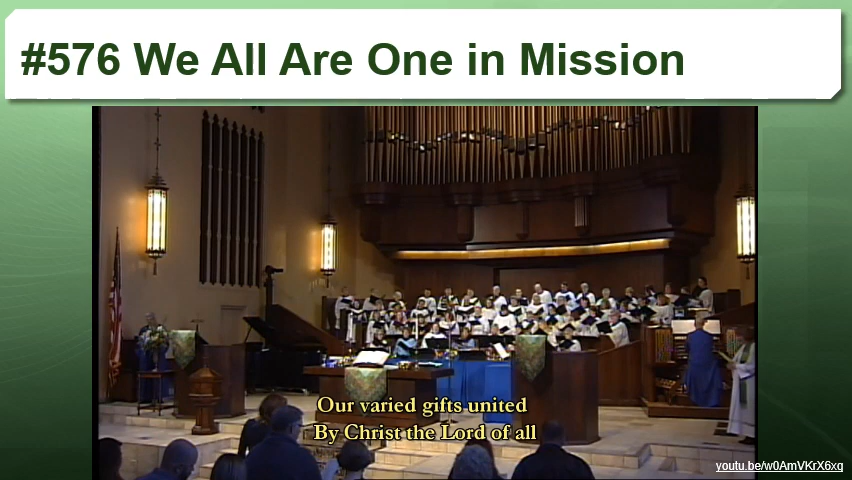 #576 We All Are One in Mission
Our varied gifts united
By Christ the Lord of all
youtu.be/w0AmVKrX6xg